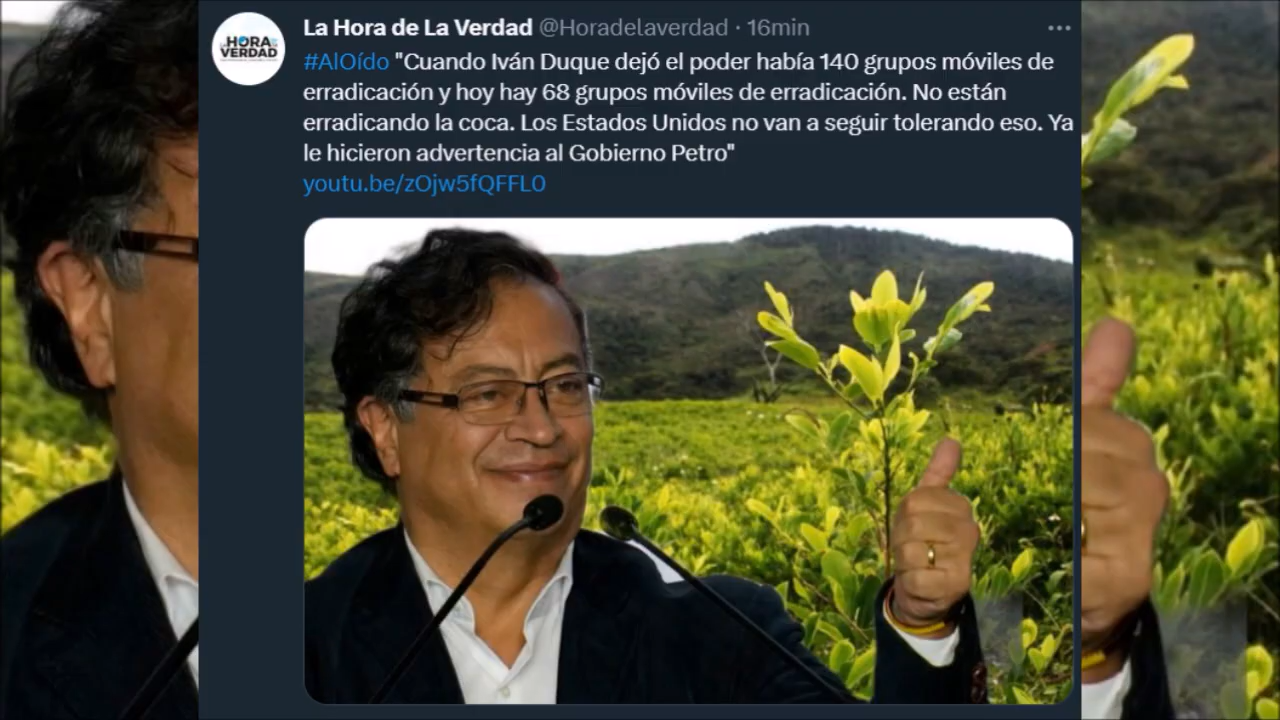 La Hora de La Verdad @Horadelaverdad · 16min
HORA
VERDAD
#AlOído "Cuando Iván Duque dejó el poder había 140 grupos móviles de
erradicación y hoy hay 68 grupos móviles de erradicación. No están
erradicando la coca. Los Estados Unidos no van a seguir tolerando eso. Ya
le hicieron advertencia al Gobierno Petro"
youtu.be/zOjw5fQFFL0